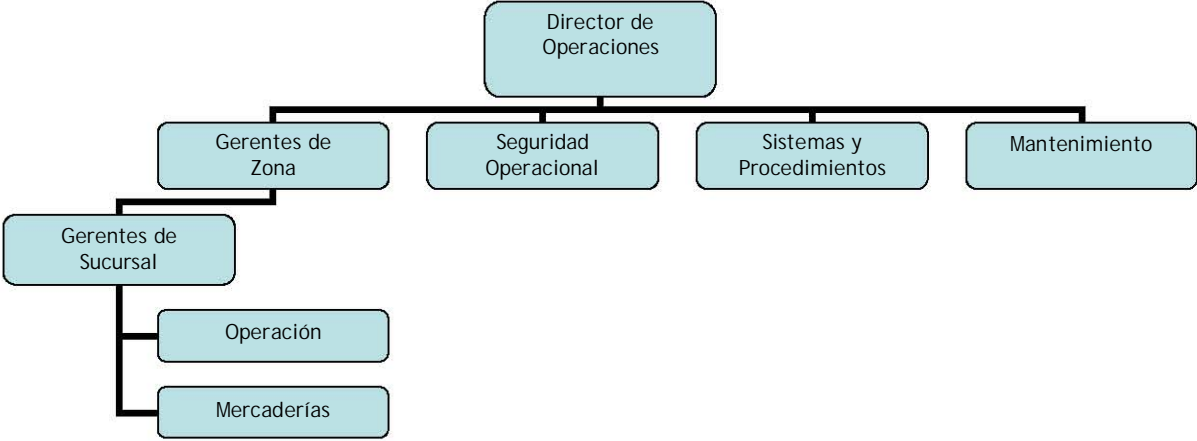 Director de
Operaciones
Gerentes de
Zona
Seguridad
Operacional
Sistemas y
Procedimientos
Mantenimiento
Gerentes de
Sucursal
Operación
Mercaderías